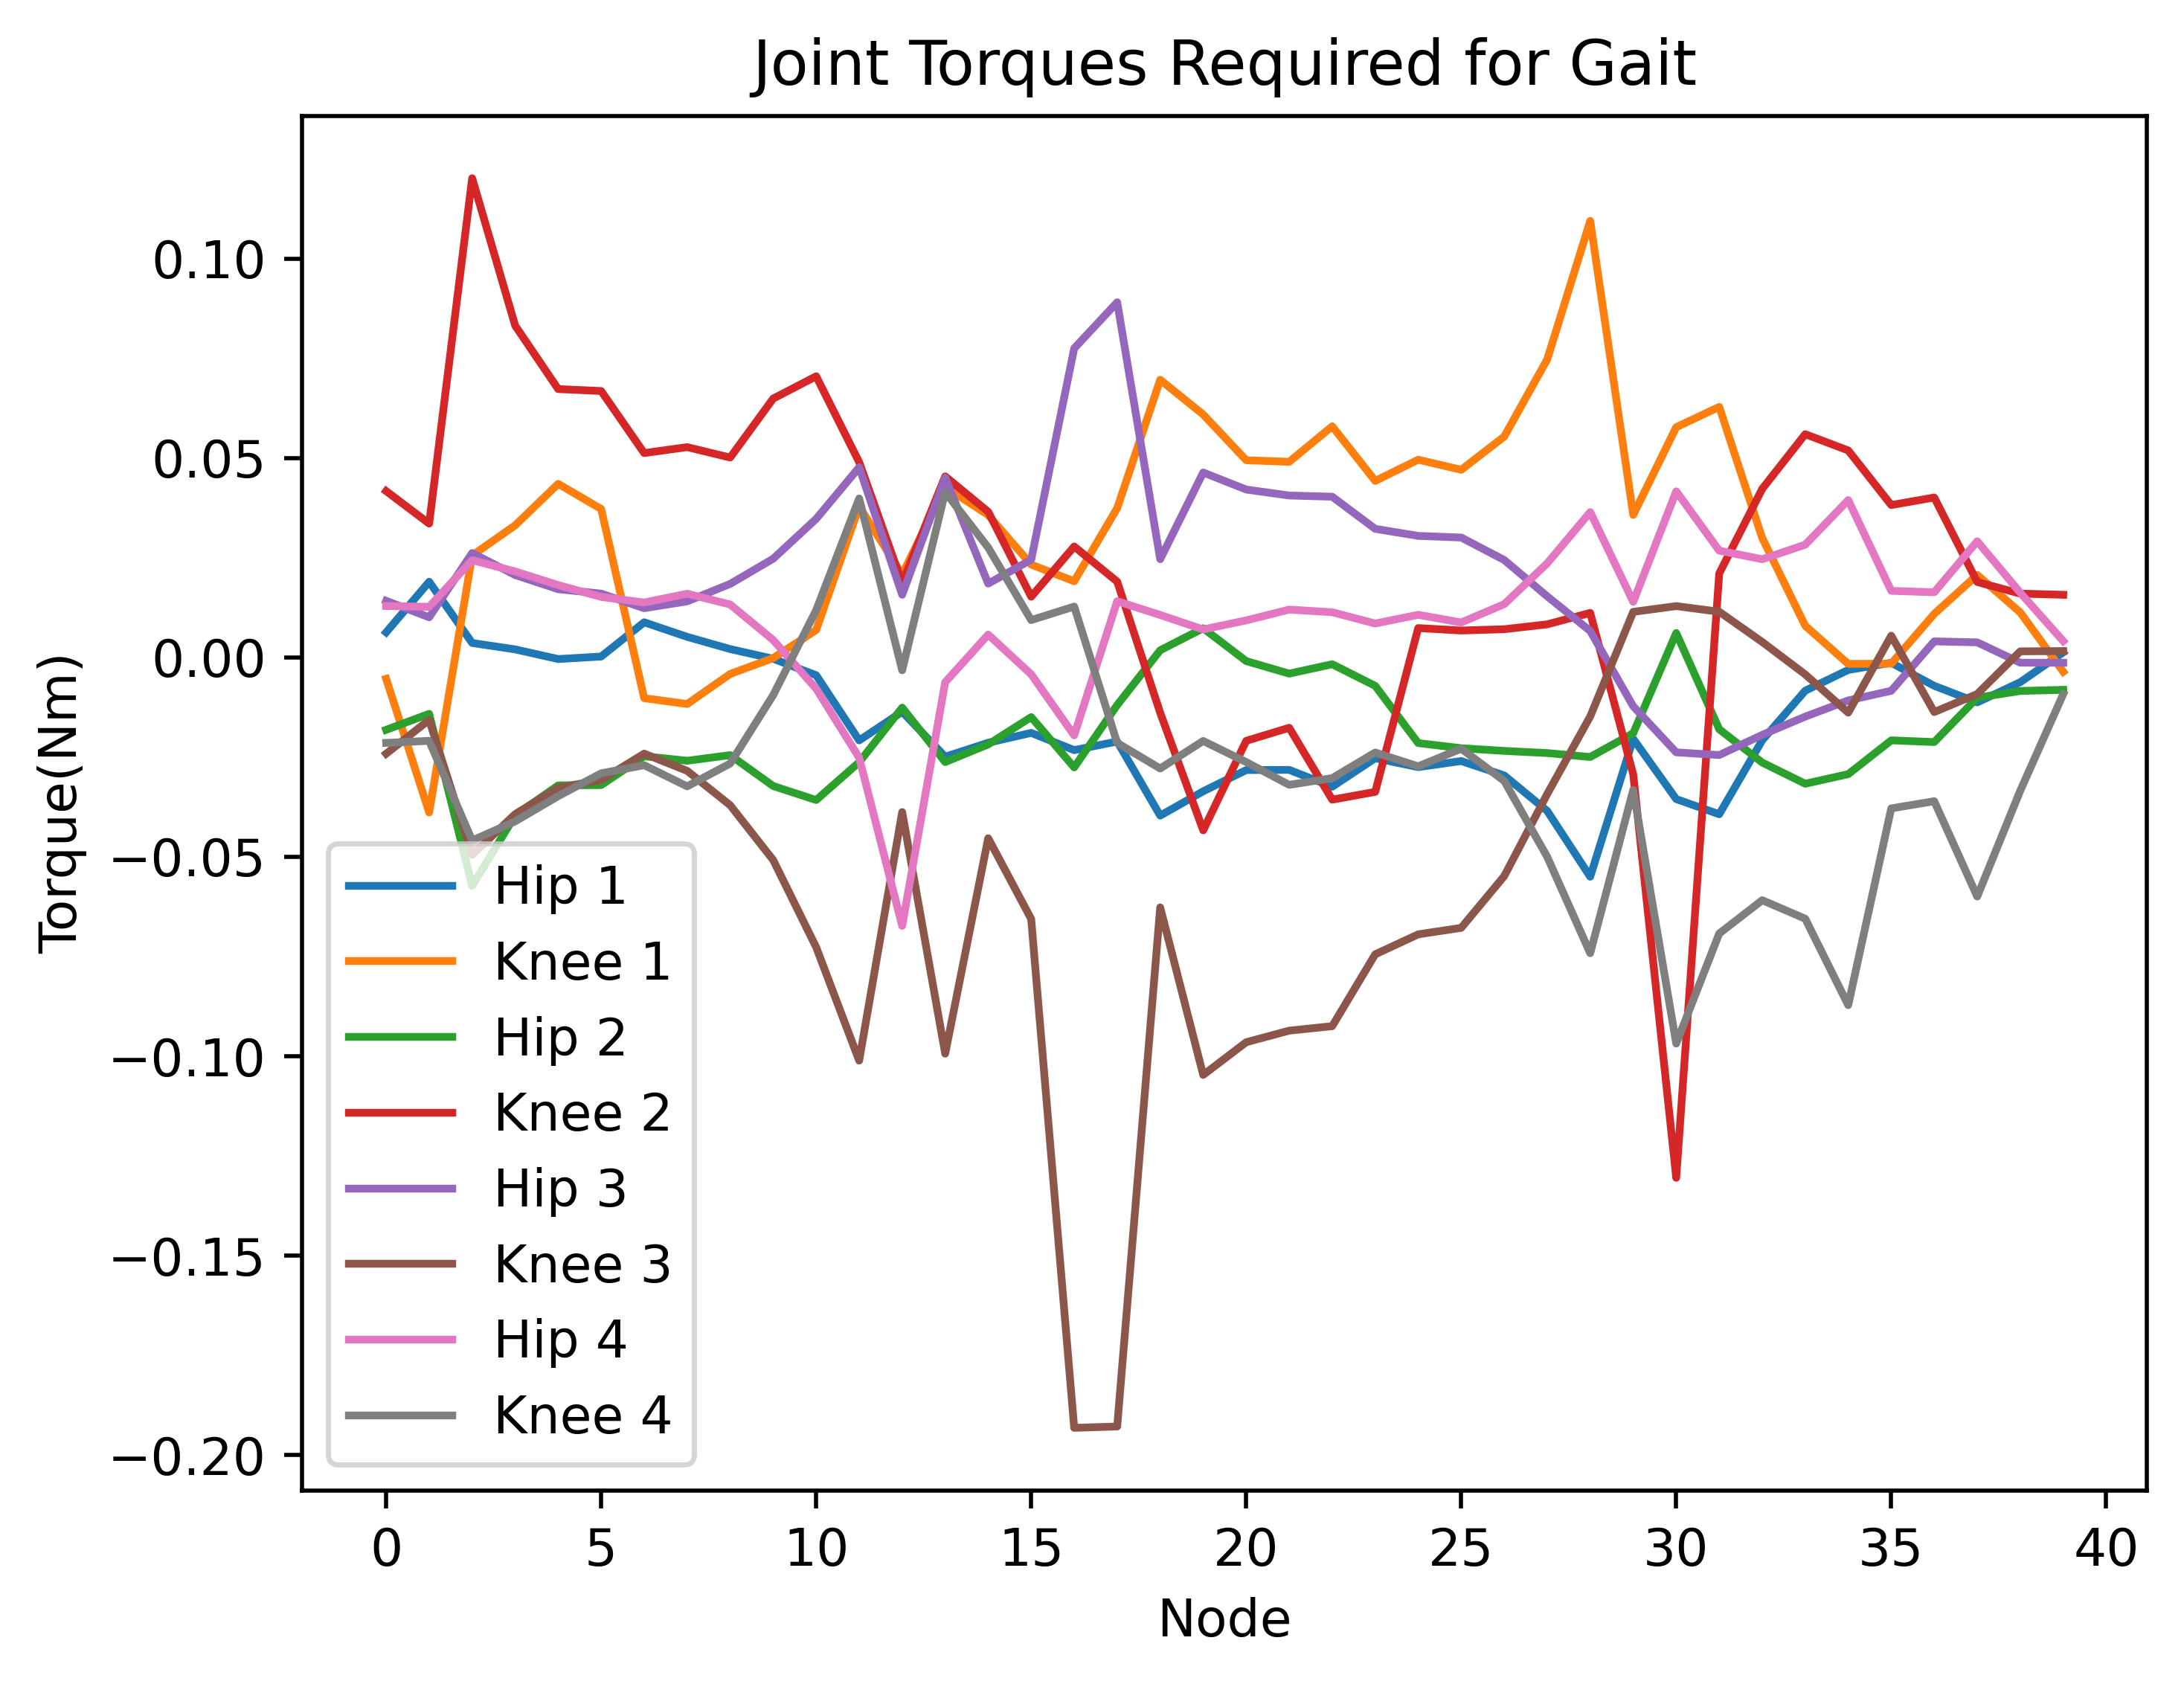 Joint Torques Required for Gait
Torque(Nm)
0.10
0.05
0.00
−0.05
−0.10
−0.15
−0.20
Hip 1
Knee 1
Hip 2
Knee 2
Hip 3
Knee 3
Hip 4
Knee 4
0 5 10 15 20 25 30 35 40
Node